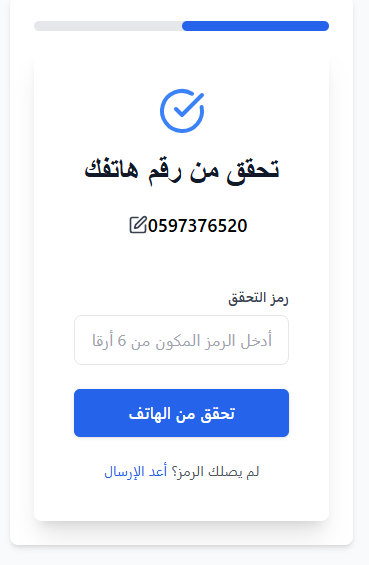 تحقق من رقم هاتفك
0597376520
رمز التحقق
أدخل الرمز المكون من 6 أرقا
تحقق من الهاتف
لم يصلك الرمز؟ أعد الإرسال